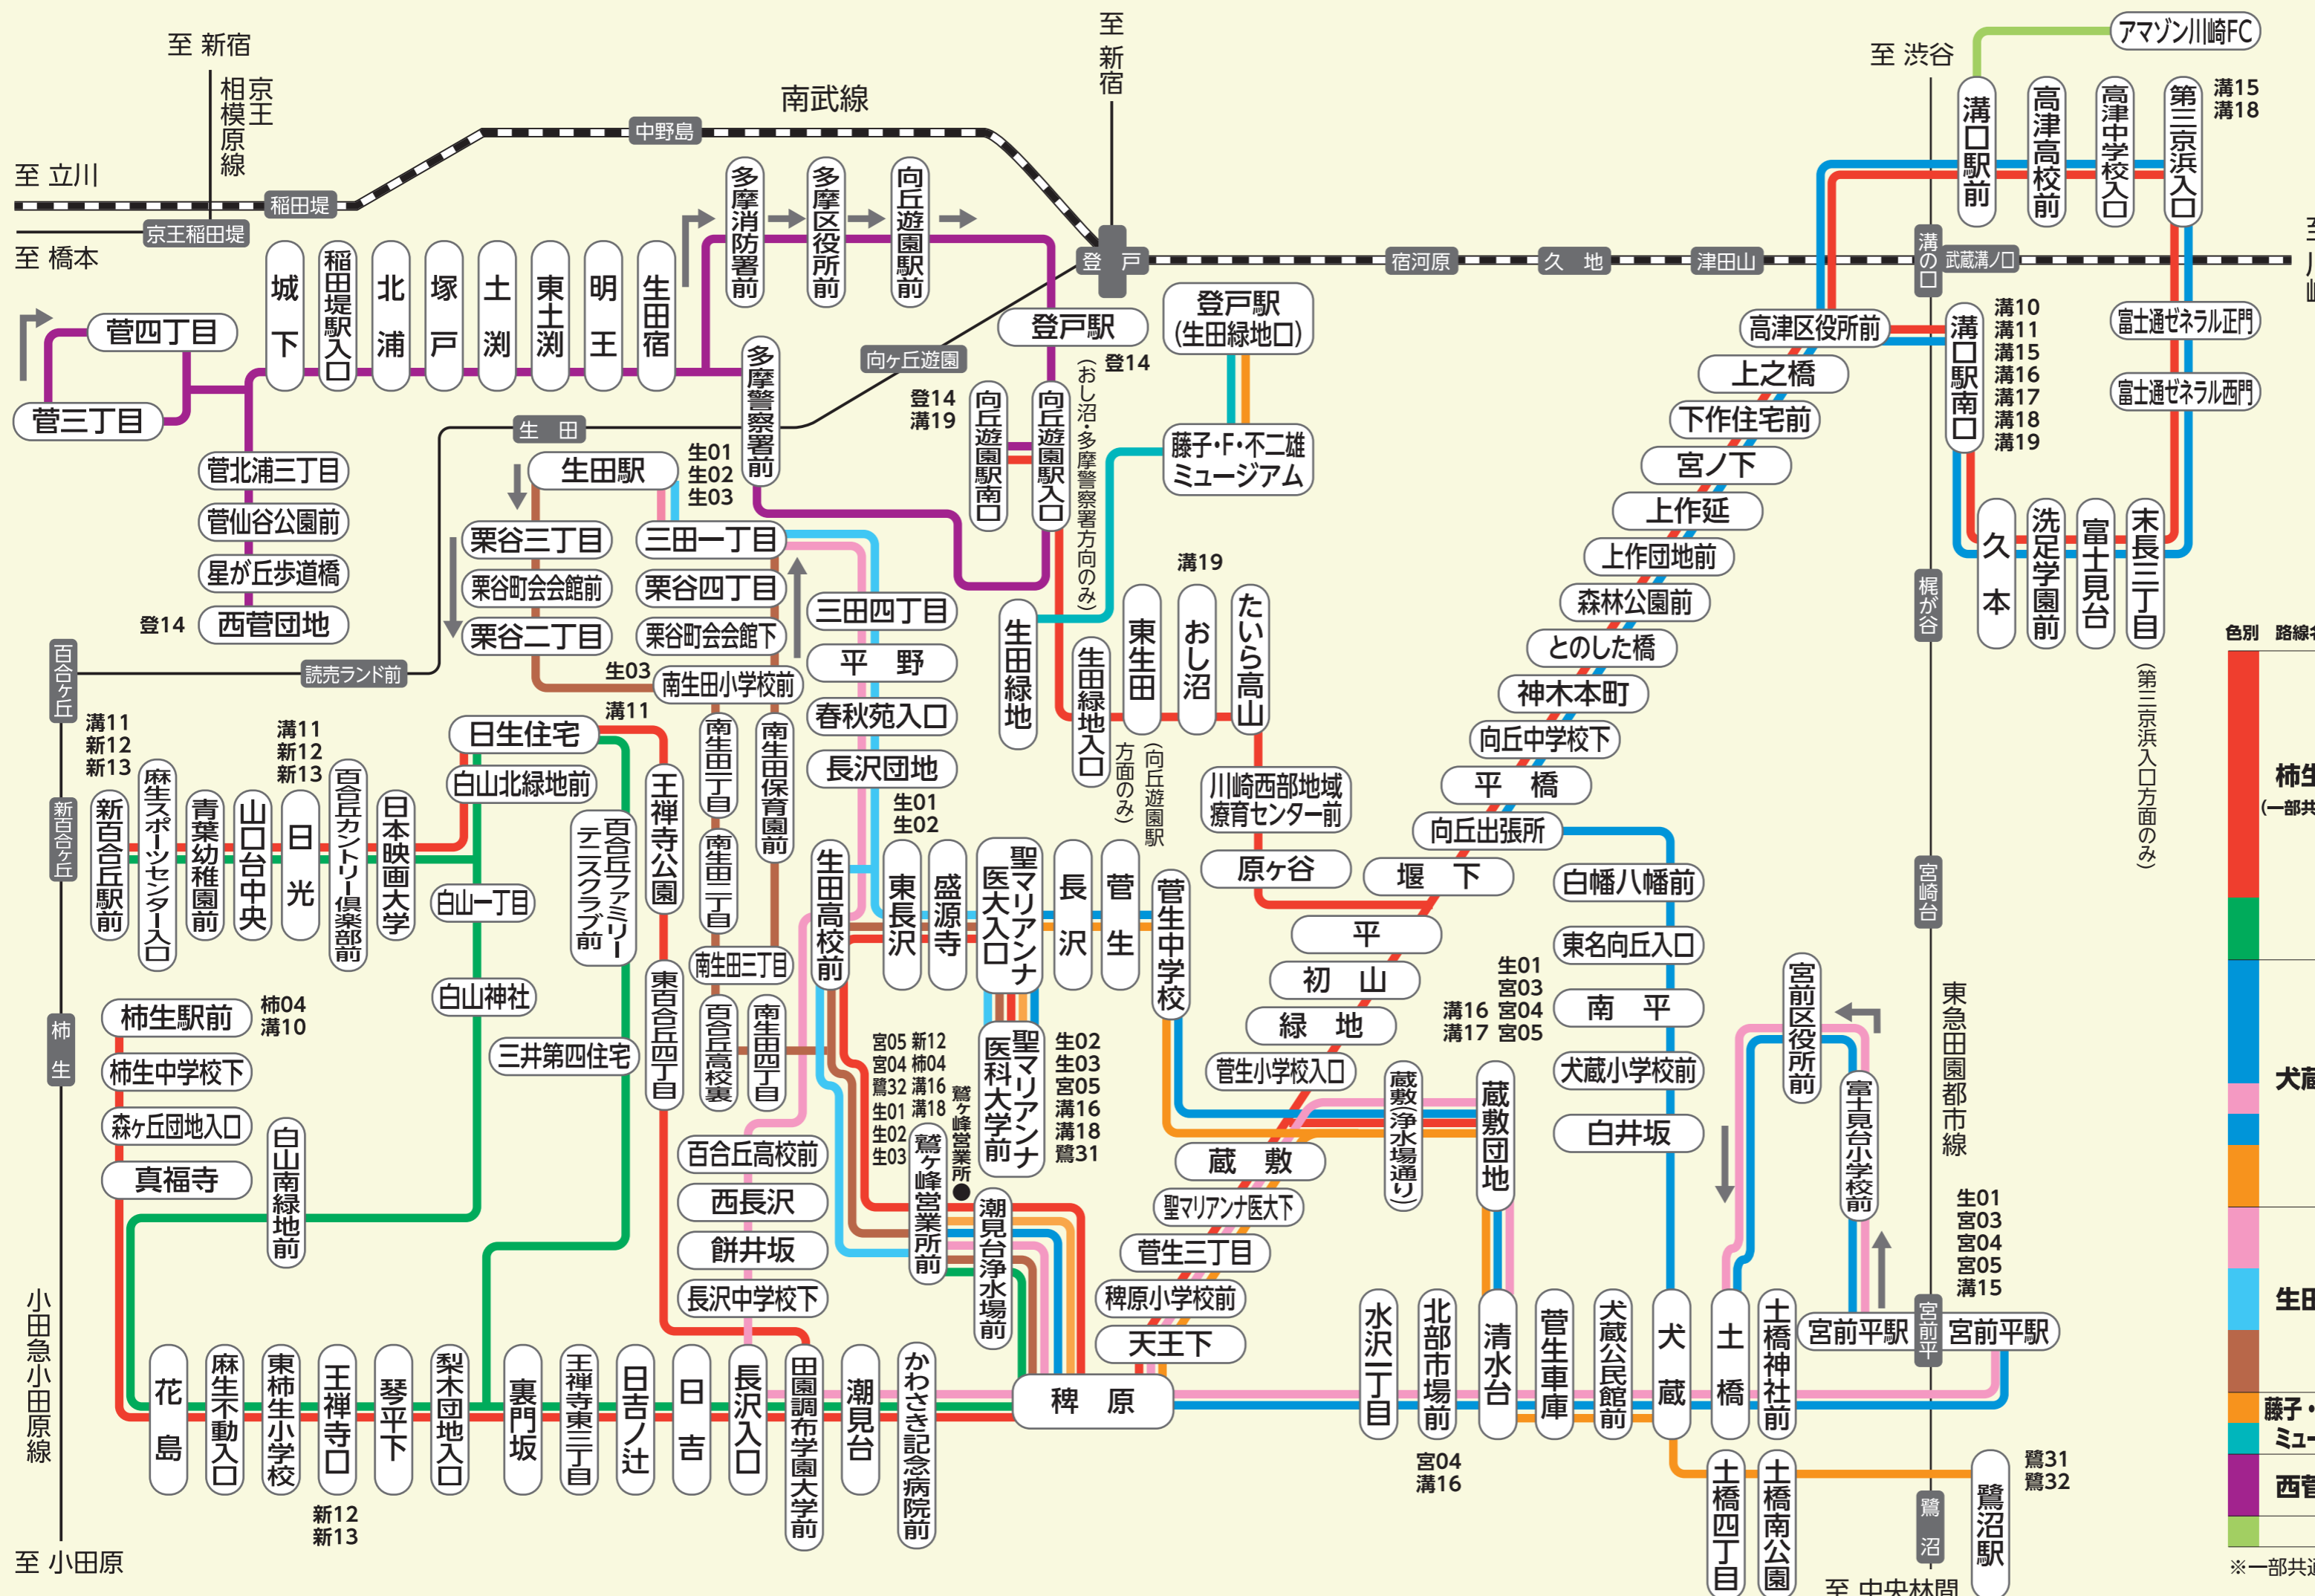 至 新宿
京王
相模原線
至 立川
稲田堤
京王稲田堤
至 橋本
南武線
中野島
至 新宿
登 戸
宿河原
久 地
津田山
武蔵溝ノ口
溝の口
至 渋谷
アマゾン川崎FC
溝口駅前
高津高校前
高津中学校入口
第三京浜入口
溝15
溝18
富士通ゼネラル正門
富士通ゼネラル西門
高津区役所前
溝口駅南口
溝10
溝11
溝15
溝16
溝17
溝18
溝19
久 本
洗足学園前
富士見台
末長三丁目
(第三京浜入口方面のみ)
菅四丁目
菅三丁目
城 下
稲田堤駅入口
北 浦
塚 戸
土 渕
東土渕
明 王
生田宿
多摩消防署前
多摩区役所前
向丘遊園駅前
多摩警察署前
登戸駅
登14
登戸駅
(生田緑地口)
向ヶ丘遊園
登14
溝19
向丘遊園駅南口
向丘遊園駅入口
(おし沼・多摩警察署方向のみ)
藤子・F・不二雄
ミュージアム
菅北浦三丁目
菅仙谷公園前
星が丘歩道橋
登14
西菅団地
生 田
生田駅
生01
生02
生03
栗谷三丁目
栗谷町会会館前
栗谷二丁目
三田一丁目
栗谷四丁目
栗谷町会会館下
生03
南生田小学校前
三田四丁目
平 野
春秋苑入口
長沢団地
生01
生02
生田緑地
生田緑地入口
東生田
おし沼
たいら高山
溝19
(向丘遊園駅
方面のみ)
川崎西部地域
療育センター前
原ヶ谷
上之橋
下作住宅前
宮ノ下
上作延
上作団地前
森林公園前
とのした橋
神木本町
向丘中学校下
平 橋
向丘出張所
堰 下
平
初 山
緑 地
菅生小学校入口
蔵 敷
聖マリアンナ医大下
菅生三丁目
稗原小学校前
天王下
稗 原
白幡八幡前
東名向丘入口
南 平
犬蔵小学校前
白井坂
梶が谷
宮崎台
東急田園都市線
宮前平
鷺 沼
至 中央林間
百合ヶ丘
読売ランド前
新百合ヶ丘
柿 生
小田急小田原線
至 小田原
溝11
新12
新13
新百合丘駅前
麻生スポーツセンター入口
青葉幼稚園前
山口台中央
日 光
溝11
新12
新13
百合丘カントリー倶楽部前
日本映画大学
溝11
日生住宅
白山北緑地前
白山一丁目
白山神社
百合丘ファミリー
テニスクラブ前
三井第四住宅
王禅寺公園
東百合丘四丁目
南生田一丁目
南生田二丁目
南生田保育園前
南生田三丁目
百合丘高校裏
南生田四丁目
柿生駅前
柿04
溝10
柿生中学校下
森ヶ丘団地入口
真福寺
白山南緑地前
生田高校前
東長沢
盛源寺
聖マリアンナ
医大入口
長 沢
菅 生
菅生中学校
聖マリアンナ
医科大学前
生02
生03
宮05
溝16
溝18
鷺31
宮05 新12
宮04 柿04
鷺32 溝16
生01 溝18
生02
生03
鷲ヶ峰営業所
鷲ヶ峰営業所前
潮見台浄水場前
百合丘高校前
西長沢
餅井坂
長沢中学校下
蔵敷(浄水場通り)
蔵敷団地
生01
宮03
溝16 宮04
溝17 宮05
宮前区役所前
富士見台小学校前
生01
宮03
宮04
宮05
溝15
宮前平駅
宮前平駅
花 島
麻生不動入口
東柿生小学校
王禅寺口
新12
新13
琴平下
梨木団地入口
裏門坂
王禅寺東三丁目
日吉ノ辻
日 吉
長沢入口
田園調布学園大学前
潮見台
かわさき記念病院前
水沢一丁目
北部市場前
宮04
溝16
清水台
菅生車庫
犬蔵公民館前
犬 蔵
土 橋
土橋神社前
土橋四丁目
土橋南公園
鷺沼駅
鷺31
鷺32
色別 路線
柿生
(一部共
犬蔵
生田
藤子・
ミュー
西菅
※一部共通